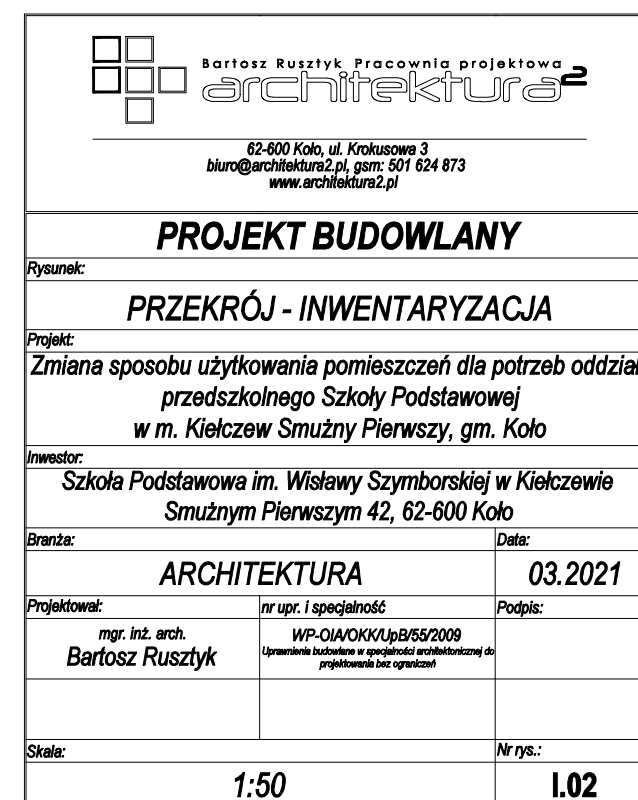 Bartosz Rusztyk Pracownia projektowa
architektura2
62-600 Koło, ul. Krokusowa 3
biuro@architektura2.pl, gsm: 501 624 873
www.architektura2.pl
PROJEKT BUDOWLANY
Rysunek:
PRZEKRÓJ - INWENTARYZACJA
Projekt:
Zmiana sposobu użytkowania pomieszczeń dla potrzeb oddział
przedszkolnego Szkoły Podstawowej
w m. Kiełczew Smużny Pierwszy, gm. Koło
Inwestor:
Szkoła Podstawowa im. Wisławy Szymborskiej w Kiełczewie
Smużnym Pierwszym 42, 62-600 Koło
Branża: Data:
ARCHITEKTURA 03.2021
Projektował: nr upr. i specjalność Podpis:
mgr. inż. arch. WP-OIA/OKK/UpB/55/2009
Bartosz Rusztyk Uprawnienia budowlane w specjalności architektonicznej do
projektowania bez ograniczeń
Skala: Nr rys.:
1:50 I.02